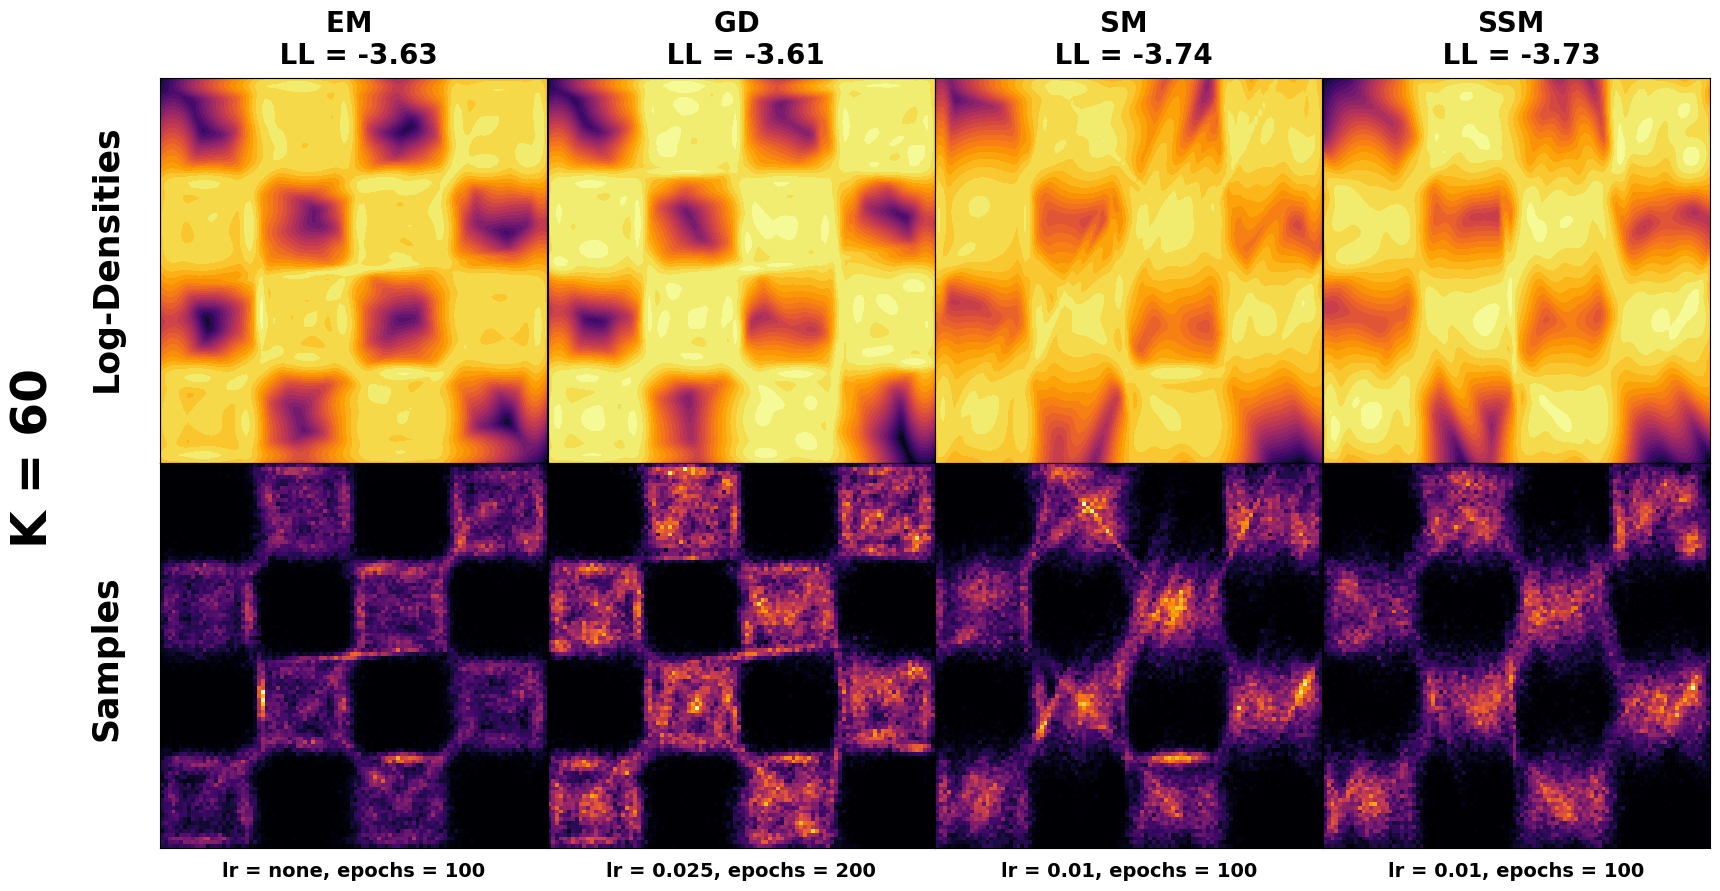 EM
LL = -3.63
GD
LL = -3.61
SM
LL = -3.74
SSM
LL = -3.73
K = 60
Log-Densities
Samples
lr = none, epochs = 100
lr = 0.025, epochs = 200
lr = 0.01, epochs = 100
lr = 0.01, epochs = 100